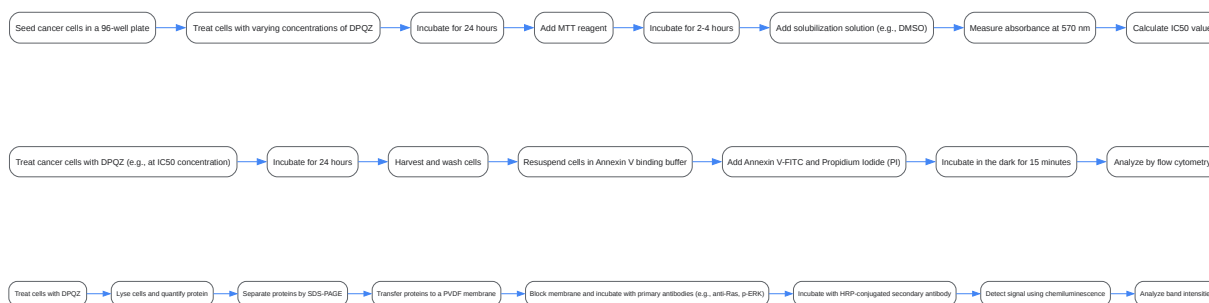 Seed cancer cells in a 96-well plate
Treat cells with varying concentrations of DPQZ
Incubate for 24 hours
Add MTT reagent
Incubate for 2-4 hours
Add solubilization solution (e.g., DMSO)
Measure absorbance at 570 nm
Calculate IC50 value
Treat cancer cells with DPQZ (e.g., at IC50 concentration)
Incubate for 24 hours
Harvest and wash cells
Resuspend cells in Annexin V binding buffer
Add Annexin V-FITC and Propidium Iodide (PI)
Incubate in the dark for 15 minutes
Analyze by flow cytometry
Treat cells with DPQZ
Lyse cells and quantify protein
Separate proteins by SDS-PAGE
Transfer proteins to a PVDF membrane
Block membrane and incubate with primary antibodies (e.g., anti-Ras, p-ERK)
Incubate with HRP-conjugated secondary antibody
Detect signal using chemiluminescence
Analyze band intensitie